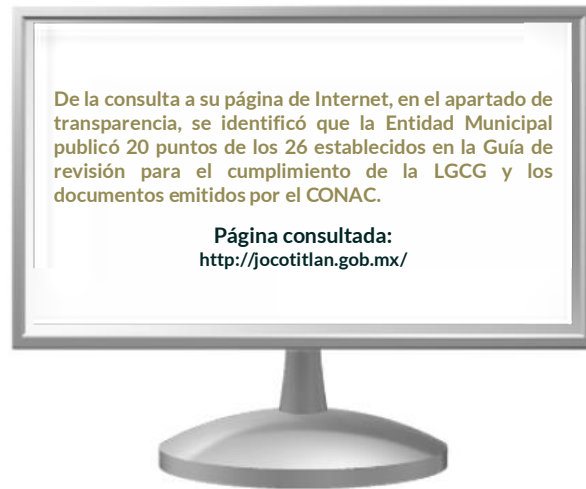 De la consulta a su página de Internet, en el apartado de
transparencia, se identificó que la Entidad Municipal
publicó 20 puntos de los 26 establecidos en la Guía de
revisión para el cumplimiento de la LGCG y los
documentos emitidos por el CONAC.
Página consultada:
http://jocotitlan.gob.mx/